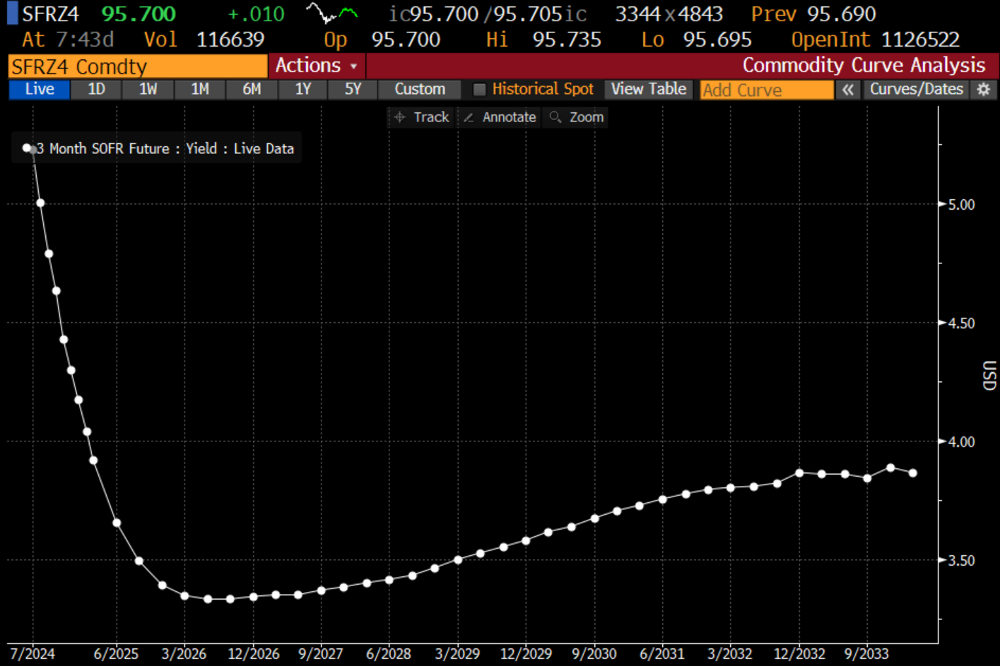 SFRZ4 95.700 +.010 ic95.700/95.705ic 3344x4843 Prev 95.690
At 7:43d Vol 116639 Op 95.700 Hi 95.735 Lo 95.695 OpenInt 1126522
SFRZ4 Comdty Actions Commodity Curve Analysis
Live 1D 1W 1M 6M 1Y 5Y Custom Historical Spot View Table Add Curve « Curves/Dates
Track Annotate Zoom
3 Month SOFR Future : Yield : Live Data
5.00
4.50
USD
4.00
3.50
7/2024 6/2025 3/2026 12/2026 9/2027 6/2028 3/2029 12/2029 9/2030 6/2031 3/2032 12/2032 9/2033